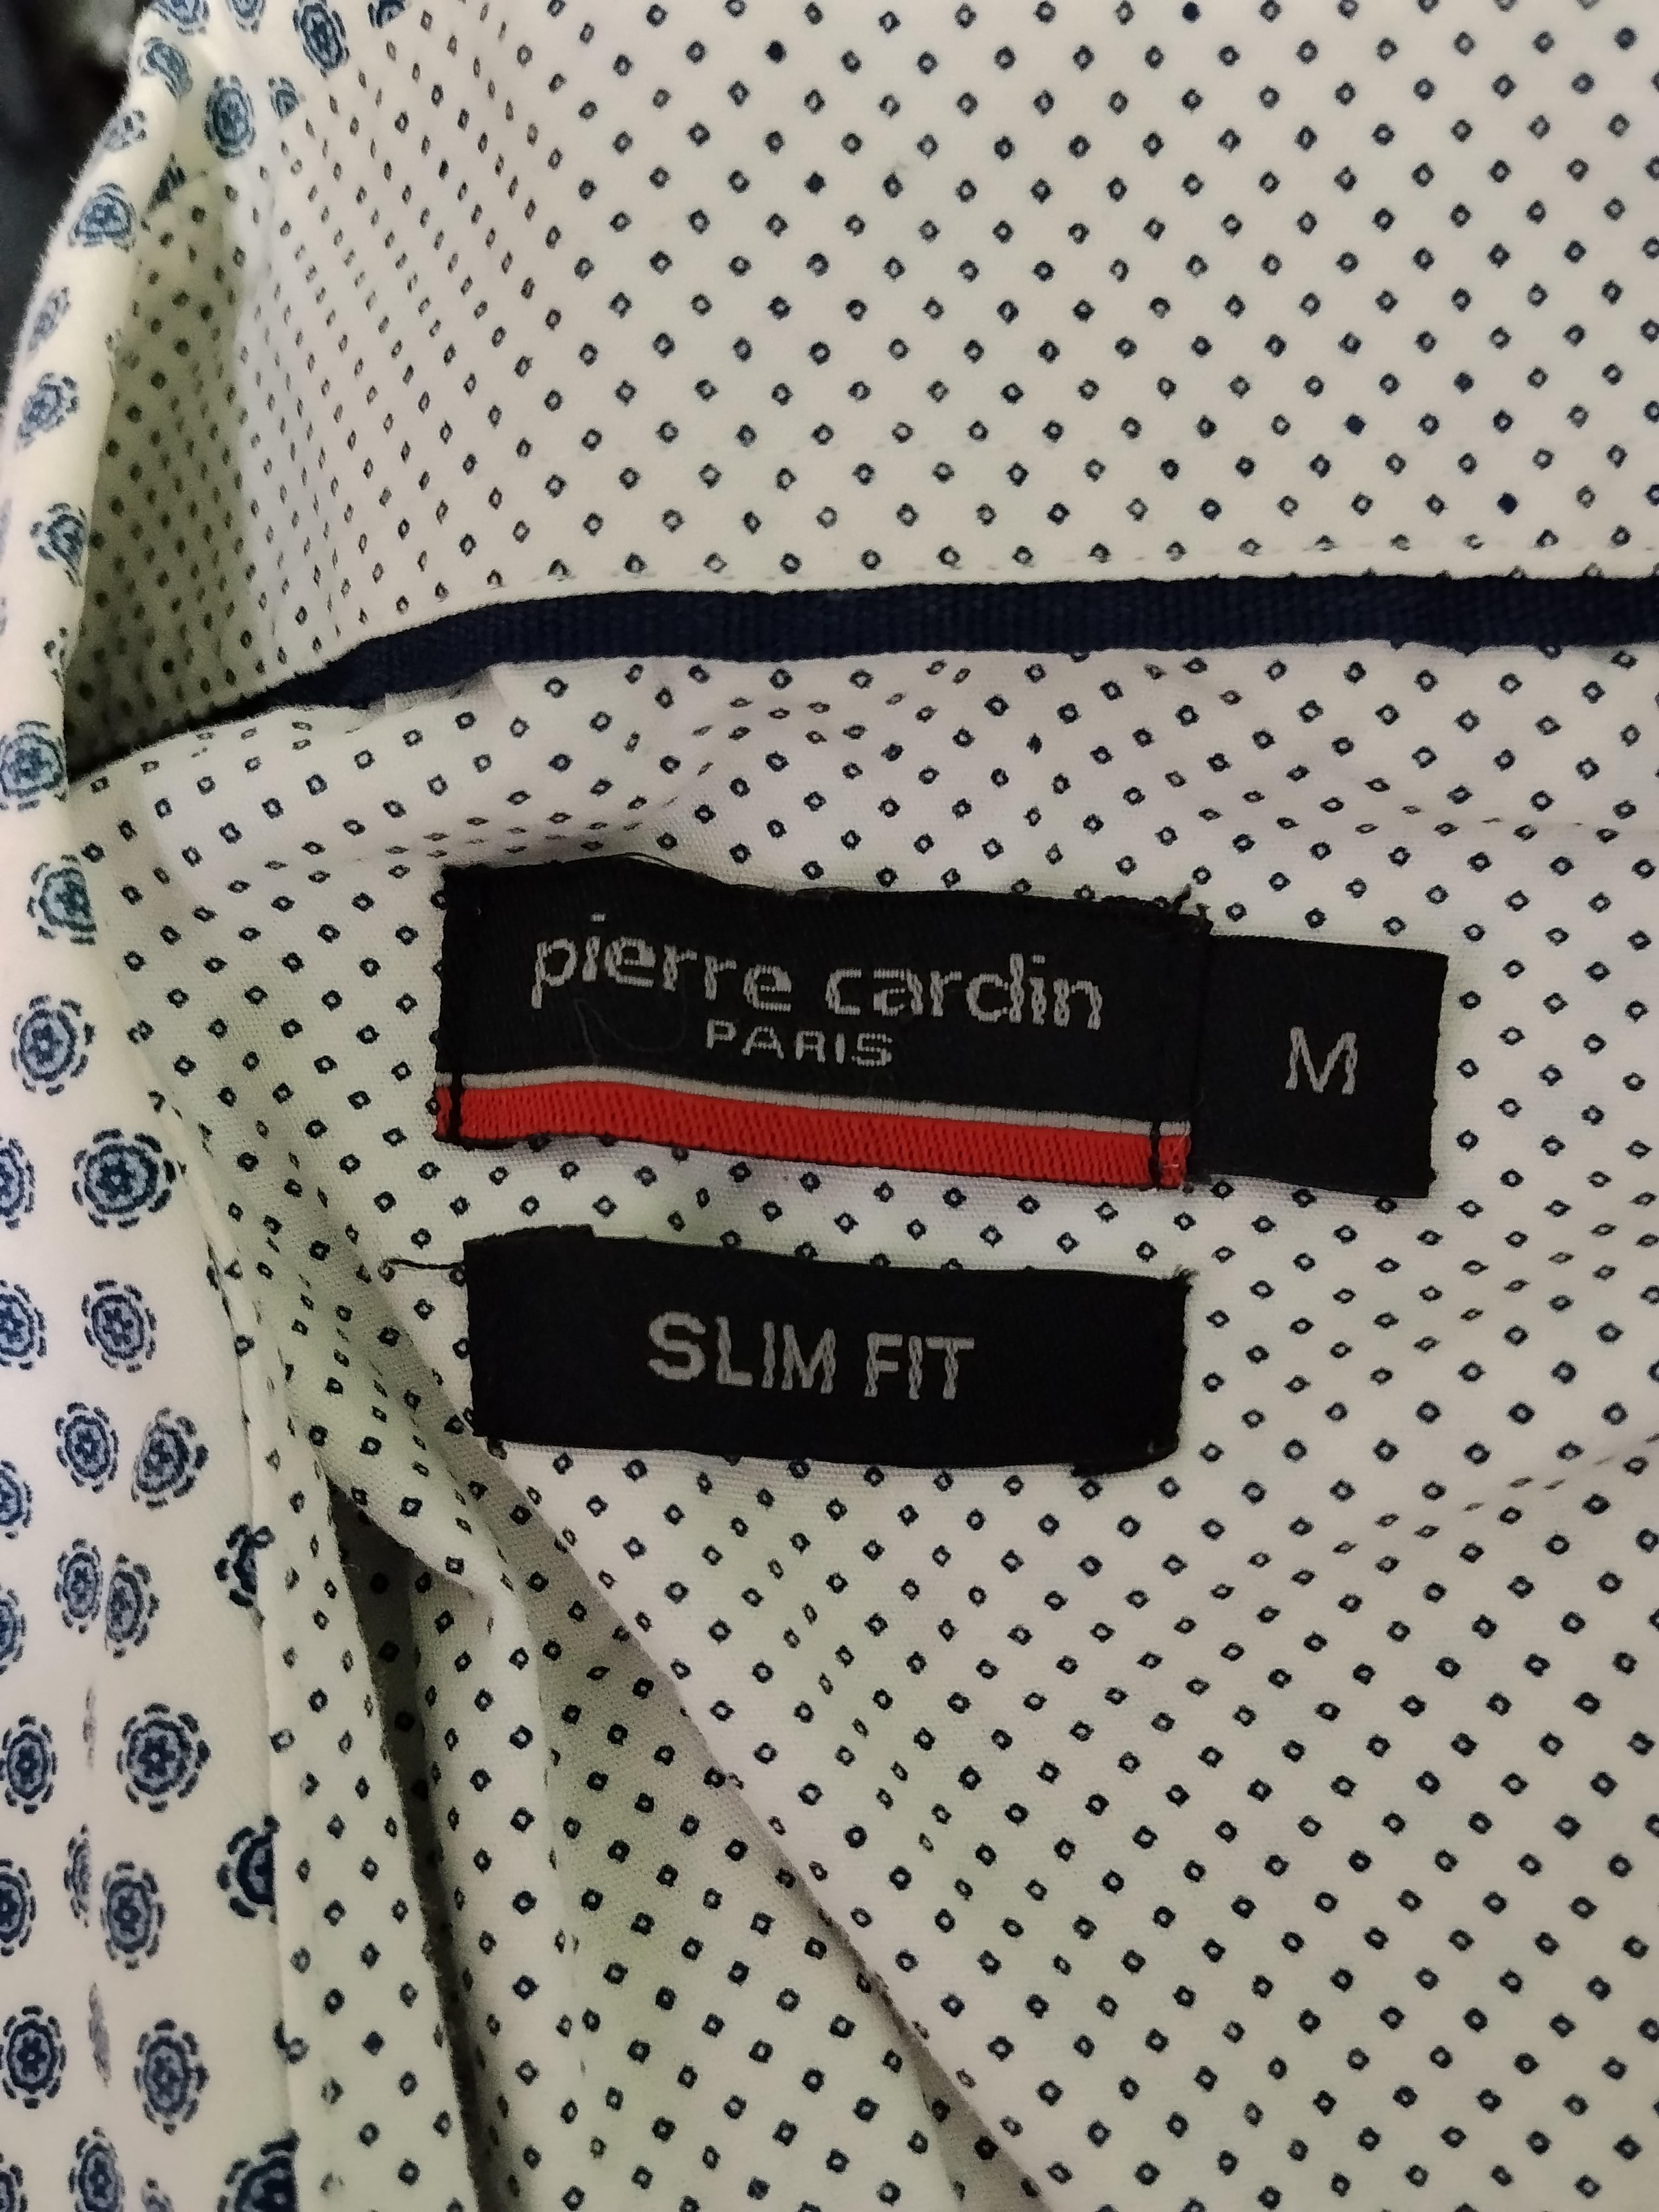 pierre cardin
PARIS
M
SLIM FIT